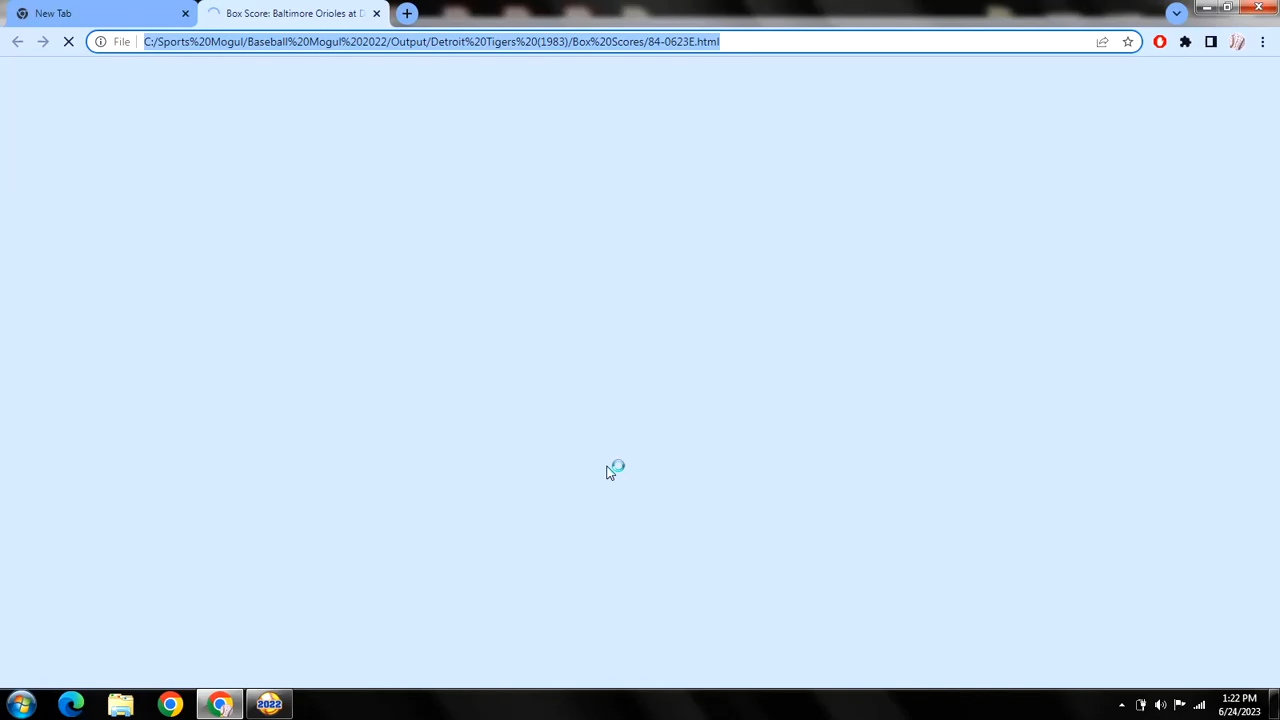 New Tab
Box Score: Baltimore Orioles at D
File
C:/Sports%20Mogul/Baseball%20Mogul%202022/Output/Detroit%20Tigers%20(1983)/Box%20Scores/84-0623E.html
2022
1:22 PM
6/24/2023